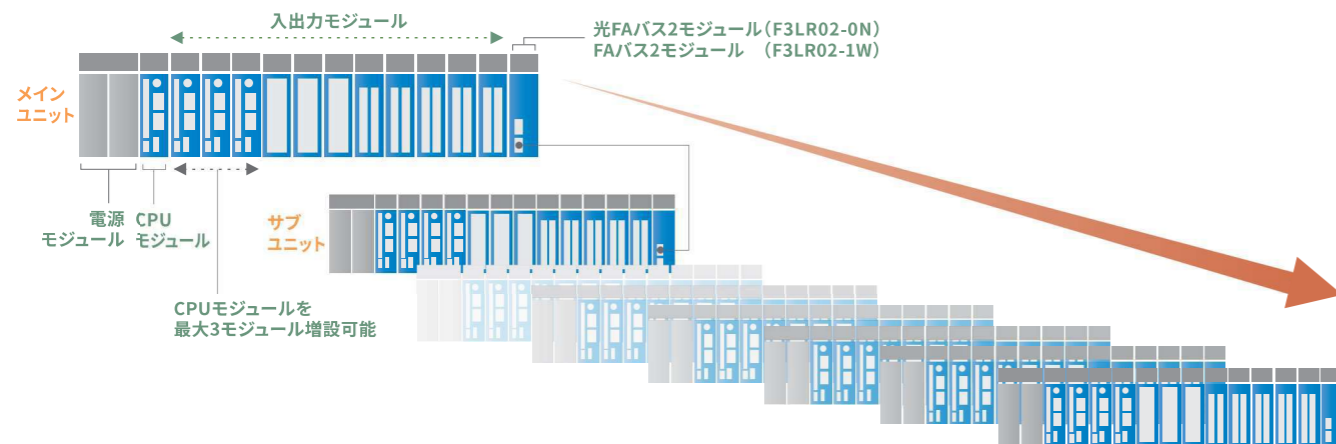 入出力モジュール
光FAバス2モジュール（F3LR02-0N）
FAバス2モジュール （F3LR02-1W）
メイン
ユニット
電源
モジュール
CPU
モジュール
サブ
ユニット
CPUモジュールを
最大3モジュール増設可能